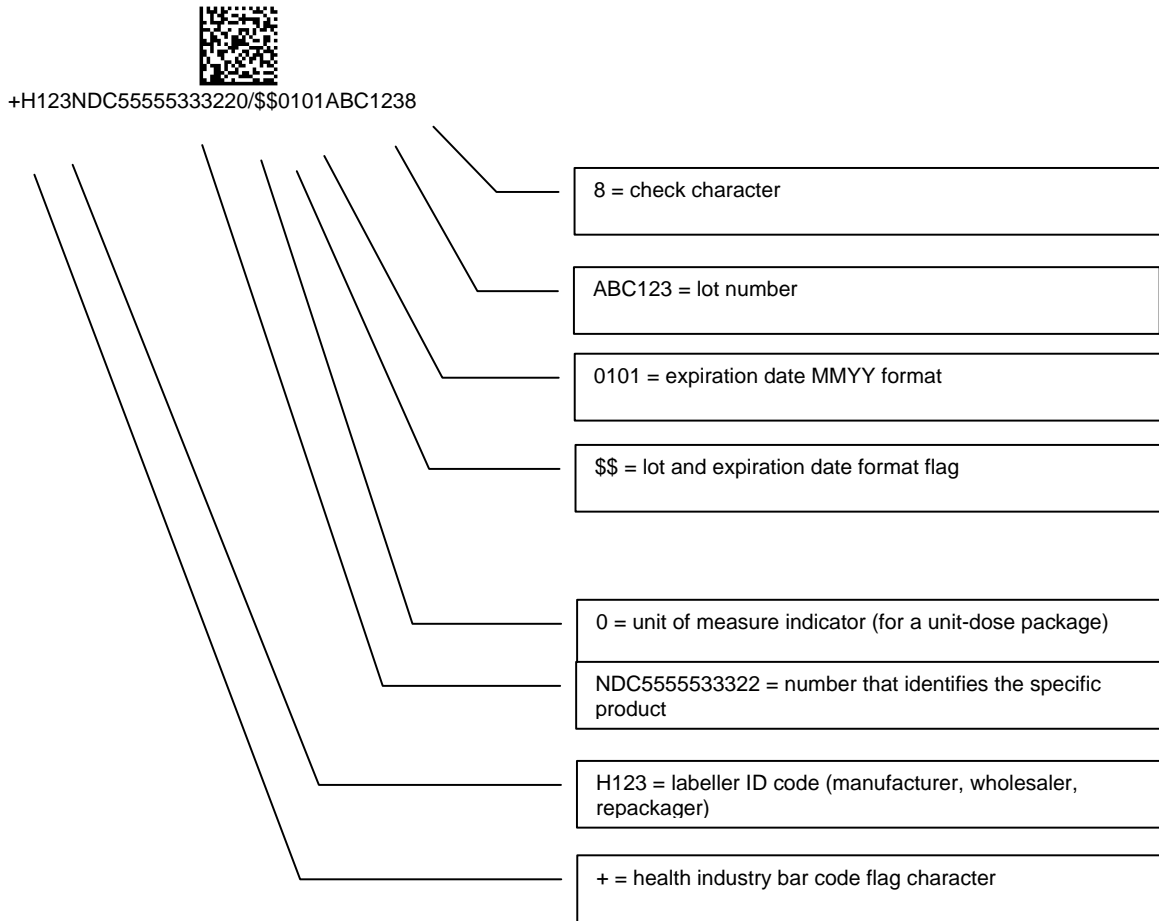 +H123NDC55555333220/$$0101ABC1238
8 = check character
ABC123 = lot number
0101 = expiration date MMYY format
$$ = lot and expiration date format flag
0 = unit of measure indicator (for a unit-dose package)
NDC5555533322 = number that identifies the specific
product
H123 = labeller ID code (manufacturer, wholesaler,
repackager)
+ = health industry bar code flag character